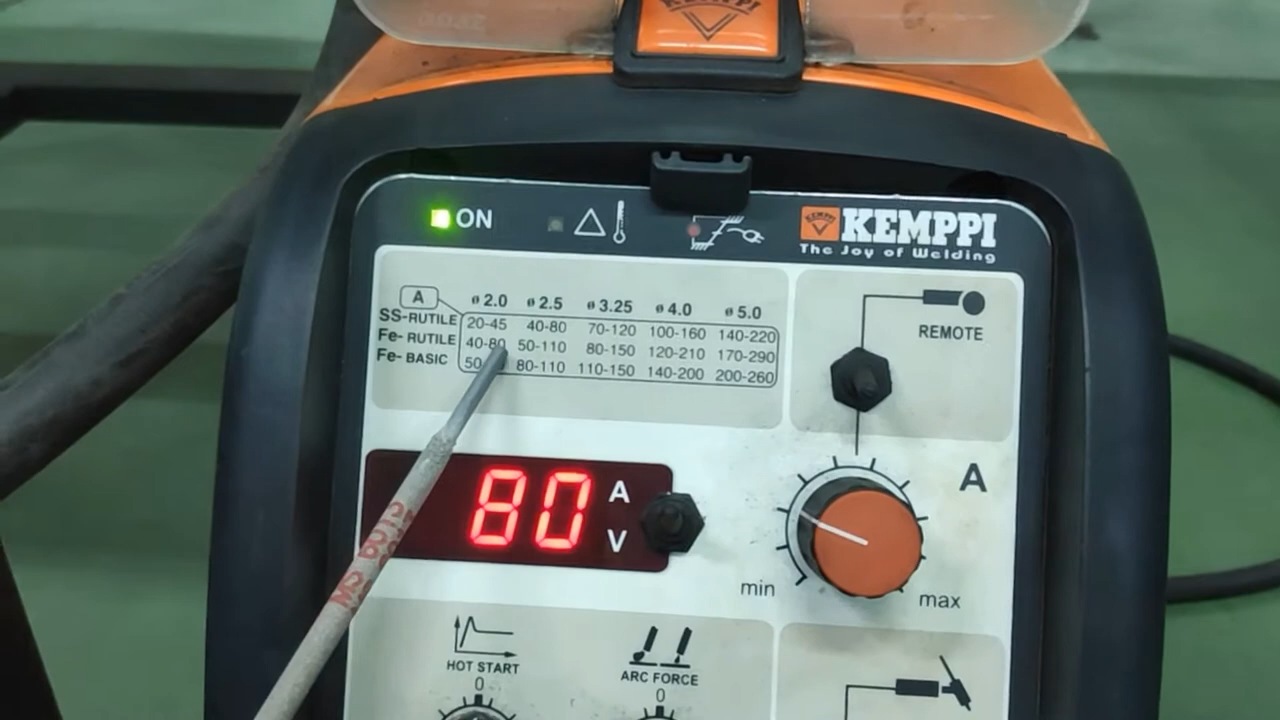 KEMPPI
ON
KEMPPI
The Joy of Welding
A ø 2.0 ø 2.5 ø 3.25 ø 4.0 ø 5.0
SS-RUTILE 20-45 40-80 70-120 100-160 140-220
Fe- RUTILE 40-80 50-110 80-150 120-210 170-290
Fe- BASIC 80-110 110-150 140-200 200-260
REMOTE
80 A
V
A
min max
HOT START
0
ARC FORCE
0